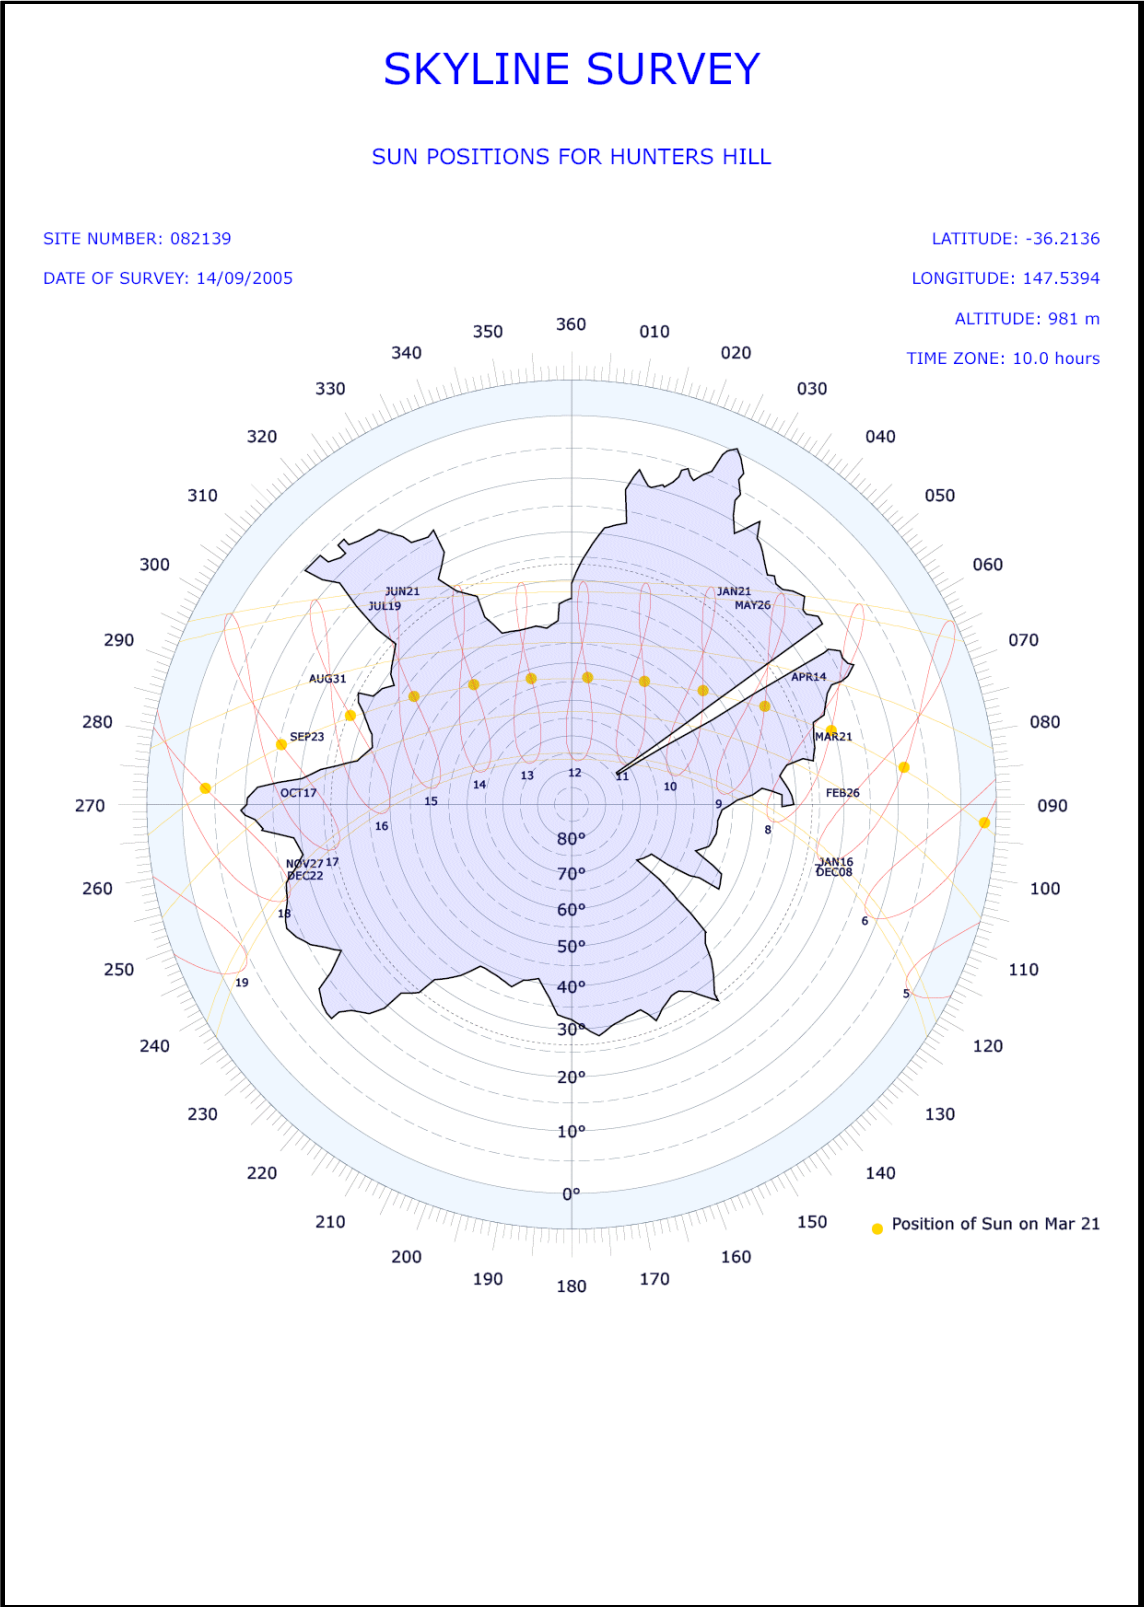 SKYLINE SURVEY
SUN POSITIONS FOR HUNTERS HILL
SITE NUMBER: 082139
LATITUDE: -36.2136
DATE OF SURVEY: 14/09/2005
LONGITUDE: 147.5394
ALTITUDE: 981 m
TIME ZONE: 10.0 hours
360
350
010
340
020
330
030
320
040
310
050
300
060
290
070
280
080
270
090
260
100
250
110
240
120
230
130
220
140
210
150
200
160
190
170
180
JUN21
JUL19
JAN21
MAY26
AUG31
APR14
SEP23
MAR21
OCT17
FEB26
NOV27
DEC22
JAN16
DEC08
12
13
11
14
10
15
9
16
8
17
7
18
6
19
5
80°
70°
60°
50°
40°
30°
20°
10°
0°
Position of Sun on Mar 21